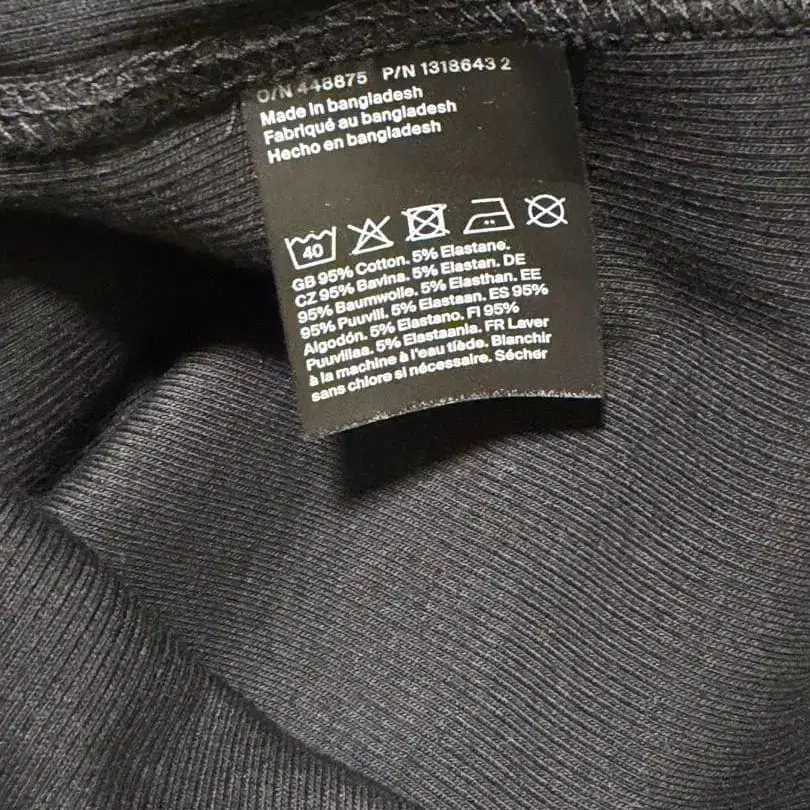 O/N 448875 P/N 1318643 2
Made in bangladesh
Fabriqué au bangladesh
Hecho en bangladesh
40
GB 95% Cotton. 5% Elastane.
CZ 95% Bavlna. 5% Elastan. DE
95% Baumwolle. 5% Elasthan. EE
95% Puuvill. 5% Elastaan. ES 95%
Algodón. 5% Elastano. FI 95%
Puuvillaa. 5% Elastaania. FR Laver
à la machine à l'eau tiède. Blanchir
sans chlore si nécessaire. Sécher